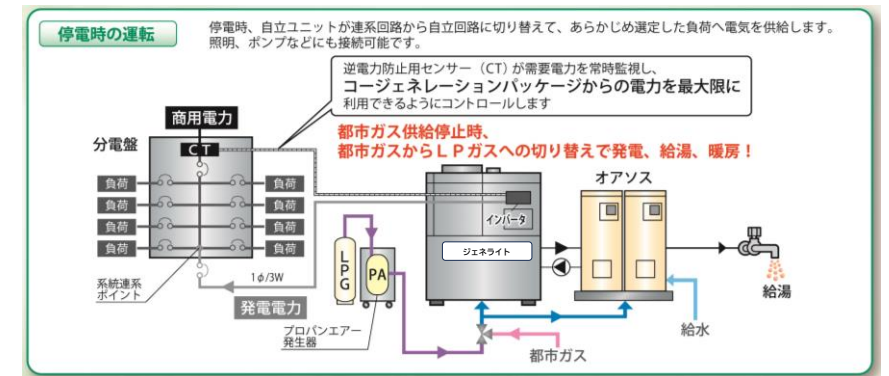 停電時の運転
停電時、自立ユニットが連系回路から自立回路に切り替えて、あらかじめ選定した負荷へ電気を供給します。
照明、ポンプなどにも接続可能です。
逆電力防止用センサー（CT）が需要電力を常時監視し、
コージェネレーションパッケージからの電力を最大限に
利用できるようにコントロールします
商用電力
都市ガス供給停止時、
都市ガスからLPガスへの切り替えで発電、給湯、暖房！
分電盤
CT
オアソス
負荷 負荷
負荷 負荷
負荷 負荷
負荷 負荷
インバータ
ジェネライト
LPG
PA
系統連系
ポイント
1φ/3W
発電電力
プロパンエアー
発生器
都市ガス
給水
給湯